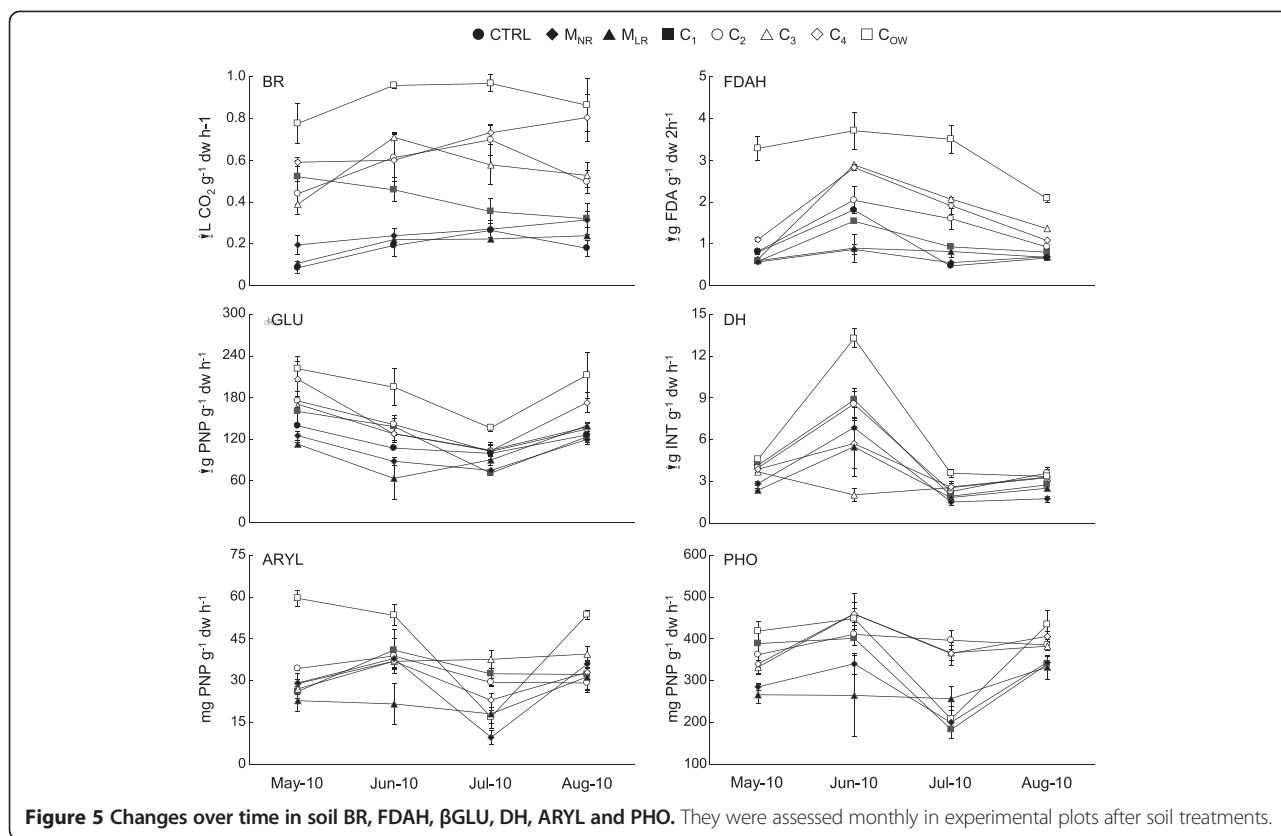 ● CTRL ◆ M_NR ▲ M_LR ■ C_1 ○ C_2 △ C_3 ◇ C_4 □ C_OW
BR
1.0
0.8
0.6
0.4
0.2
0
L CO₂ g⁻¹ dw h-1
FDAH
5
4
3
2
1
0
g FDA g⁻¹ dw 2h⁻¹
GLU
300
240
180
120
60
0
g PNP g⁻¹ dw h⁻¹
DH
15
12
9
6
3
0
g INT g⁻¹ dw h⁻¹
ARYL
75
60
45
30
15
0
mg PNP g⁻¹ dw h⁻¹
May-10 Jun-10 Jul-10 Aug-10
PHO
600
500
400
300
200
100
mg PNP g⁻¹ dw h⁻¹
May-10 Jun-10 Jul-10 Aug-10
Figure 5 Changes over time in soil BR, FDAH, βGLU, DH, ARYL and PHO. They were assessed monthly in experimental plots after soil treatments.